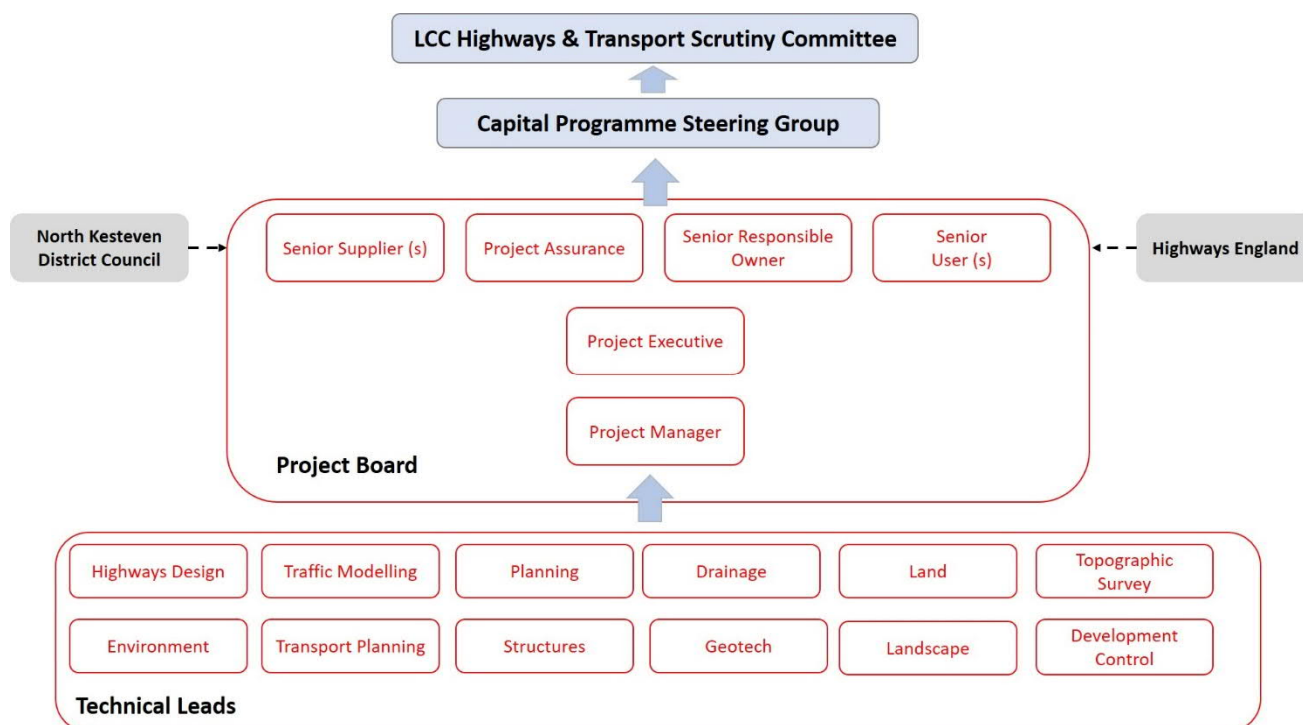 LCC Highways & Transport Scrutiny Committee
Capital Programme Steering Group
North Kesteven
District Council
Senior Supplier (s)
Project Assurance
Senior Responsible
Owner
Senior
User (s)
Highways England
Project Executive
Project Manager
Project Board
Highways Design
Traffic Modelling
Planning
Drainage
Land
Topographic
Survey
Environment
Transport Planning
Structures
Geotech
Landscape
Development
Control
Technical Leads